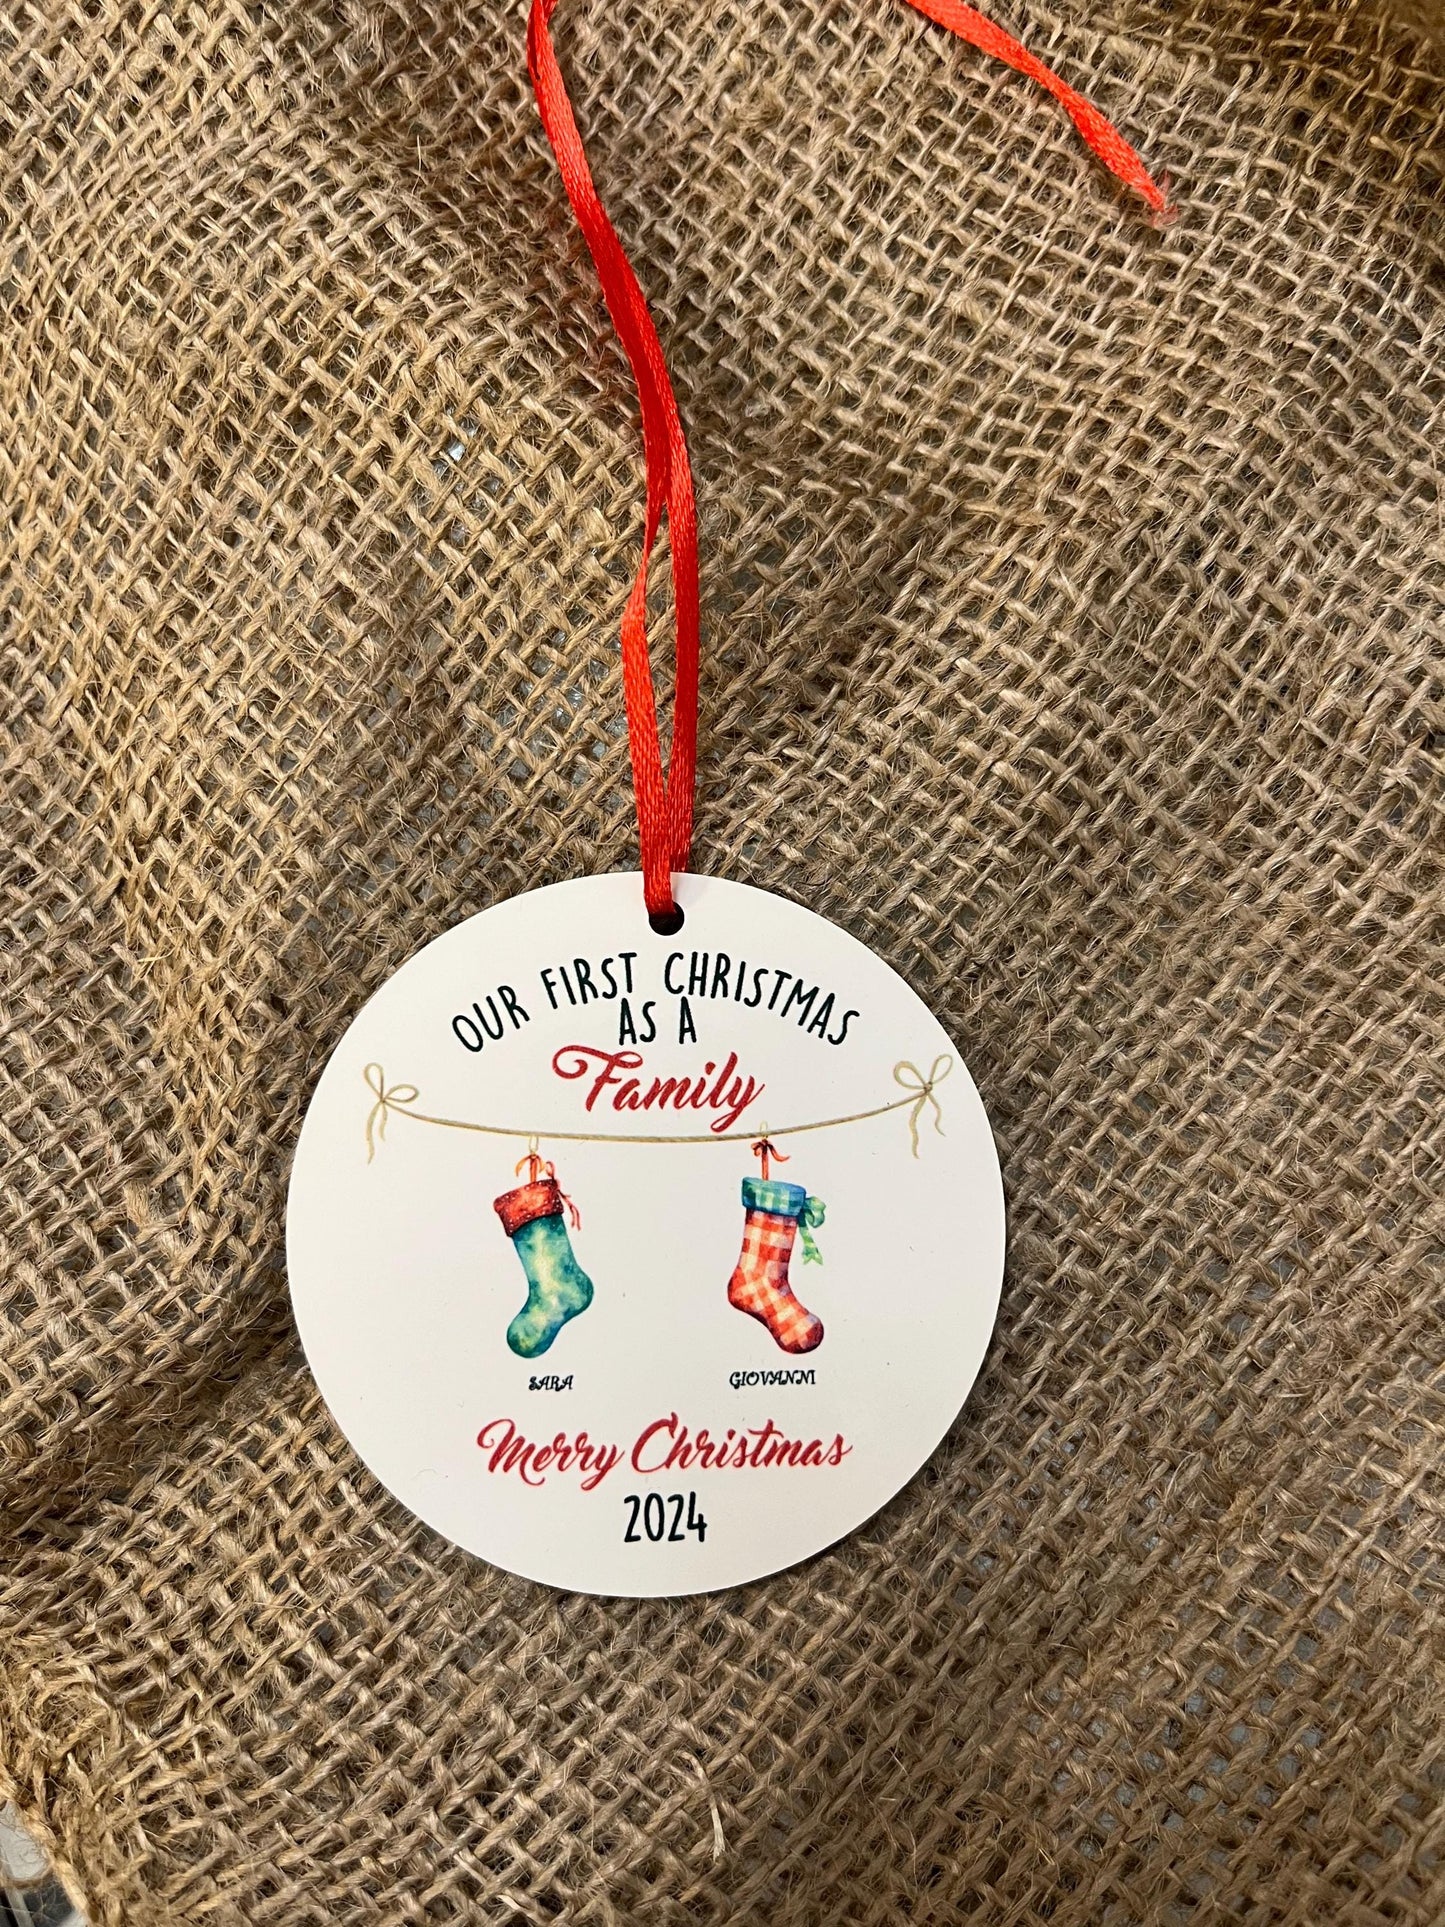 OUR FIRST CHRISTMAS
AS A
Family
SARA GIOVANNI
Merry Christmas
2024